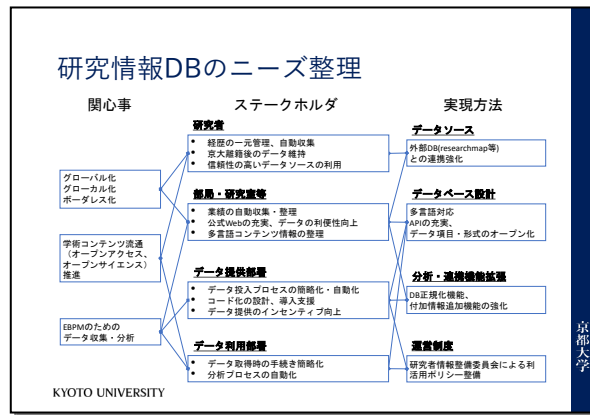 研究情報DBのニーズ整理
関心事
ステークホルダ
実現方法
グローバル化
グローカル化
ボーダレス化
学術コンテンツ流通
（オープンアクセス、
オープンサイエンス）
推進
EBPMのための
データ収集・分析
研究者
• 経歴の一元管理、自動収集
• 京大離籍後のデータ維持
• 信頼性の高いデータソースの利用
部局・研究室等
• 業績の自動収集・整理
• 公式Webの充実、データの利便性向上
• 多言語コンテンツ情報の整理
データ提供部署
• データ投入プロセスの簡略化・自動化
• コード化の設計、導入支援
• データ提供のインセンティブ向上
データ利用部署
• データ取得時の手続き簡略化
• 分析プロセスの自動化
データソース
外部DB(researchmap等)
との連携強化
データベース設計
多言語対応
APIの充実、
データ項目・形式のオープン化
分析・連携機能拡張
DB正規化機能、
付加情報追加機能の強化
運営制度
研究者情報整備委員会による利
活用ポリシー整備
KYOTO UNIVERSITY
京都大学